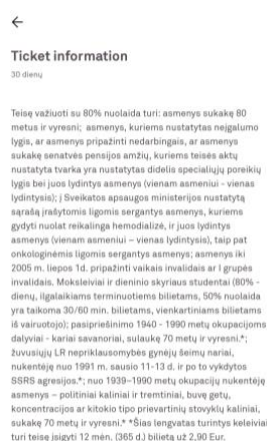 Ticket information
30 dienų
Teisę važiuoti su 80% nuolaida turi: asmenys sukakę 80
metus ir vyresni; asmenys, kuriems nustatytas neįgalumo
lygis, ar asmenys pripažinti nedarbingais, ar asmenys
sukakę senatvės pensijos amžių, kuriems teisės aktų
nustatyta tvarka yra nustatytas didelis specialiųjų poreikių
lygis bei juos lydintys asmenys (vienam asmeniui - vienas
lydintysis); į Sveikatos apsaugos ministerijos nustatytą
sąrašą įrašytomis ligomis sergantys asmenys, kuriems
gydyti nuolat reikalinga hemodializė, ir juos lydintys
asmenys (vienam asmeniui – vienas lydintysis), taip pat
onkologinėmis ligomis sergantys asmenys; asmenys iki
2005 m. liepos 1d. pripažinti vaikais invalidais ar I grupės
invalidais. Moksleiviai ir dieninio skyriaus studentai (80% -
dienų, ilgalaikiams terminuotiems bilietams, 50% nuolaida
yra taikoma 30/60 min. bilietams, vienkartiniams bilietams
iš vairuotojo); pasipriešinimo 1940 - 1990 metų okupacijoms
dalyviai - kariai savanoriai, sulaukę 70 metų ir vyresni.*;
žuvusiųjų LR nepriklausomybės gynėjų šeimų nariai,
nukentėję nuo 1991 m. sausio 11-13 d. ir po to vykdytos
SSRS agresijos.*; nuo 1939–1990 metų okupacijų nukentėję
asmenys – politiniai kaliniai ir tremtiniai, buvę getų,
koncentracijos ar kitokio tipo prievartinių stovyklų kaliniai,
sukakę 70 metų ir vyresni.* *Šias lengvatas turintys keleiviai
turi teisę įsigyti 12 mėn. (365 d.) bilietą už 2,90 Eur.